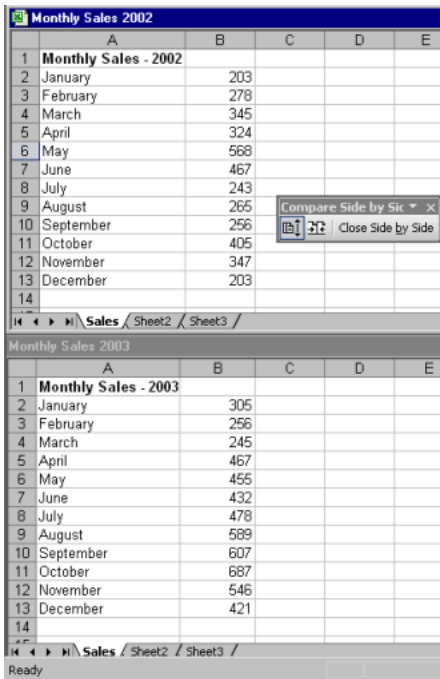 Monthly Sales 2002
A B C D E
1 Monthly Sales - 2002
2 January 203
3 February 278
4 March 345
5 April 324
6 May 568
7 June 467
8 July 243
9 August 265
10 September 256
11 October 405
12 November 347
13 December 203
14
Compare Side by Sic
Close Side by Side
Sales Sheet2 Sheet3
Monthly Sales 2003
A B C D E
1 Monthly Sales - 2003
2 January 305
3 February 256
4 March 245
5 April 467
6 May 455
7 June 432
8 July 478
9 August 589
10 September 607
11 October 687
12 November 546
13 December 421
14
Sales Sheet2 Sheet3
Ready